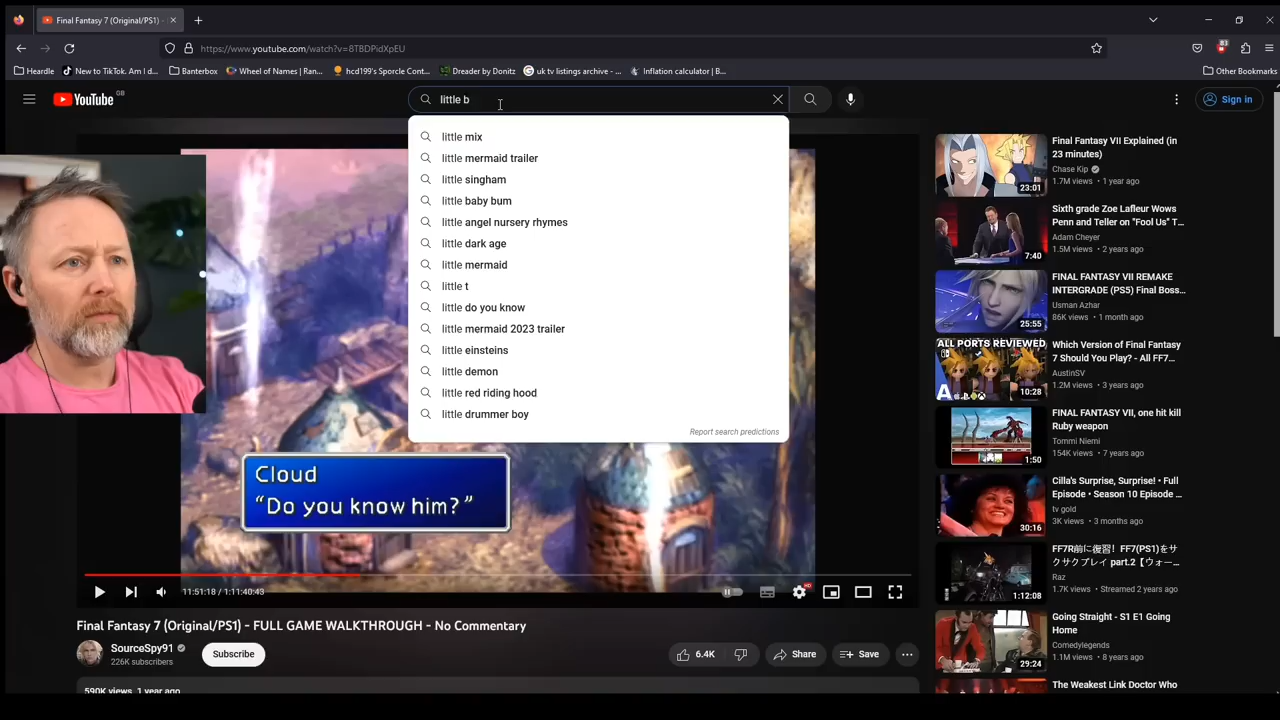 Final Fantasy 7 (Original/PS1) -
https://www.youtube.com/watch?v=8TBDPidXpEU
Heardle
New to TikTok. Am I d...
Banterbox
Wheel of Names | Ran...
hcd199's Sporcle Cont...
Dreader by Donitz
uk tv listings archive - ...
Inflation calculator | B...
Other Bookmarks
YouTube GB
little b
Sign in
little mix
little mermaid trailer
little singham
little baby bum
little angel nursery rhymes
little dark age
little mermaid
little t
little do you know
little mermaid 2023 trailer
little einsteins
little demon
little red riding hood
little drummer boy
Report search predictions
Cloud
“Do you know him?”
11:51:18 / 1:11:40:43
HD
Final Fantasy 7 (Original/PS1) - FULL GAME WALKTHROUGH - No Commentary
SourceSpy91
226K subscribers
Subscribe
6.4K
Share
Save
590K views 1 year ago
Final Fantasy VII Explained (in
23 minutes)
Chase Kip
1.7M views • 1 year ago
23:01
Sixth grade Zoe Lafleur Wows
Penn and Teller on "Fool Us" T...
Adam Cheyer
1.5M views • 2 years ago
7:40
FINAL FANTASY VII REMAKE
INTERGRADE (PS5) Final Boss...
Usman Azhar
86K views • 1 month ago
25:55
ALL PORTS REVIEWED
Which Version of Final Fantasy
7 Should You Play? - All FF7...
AustinSV
1.2M views • 3 years ago
10:28
FINAL FANTASY VII, one hit kill
Ruby weapon
Tommi Niemi
154K views • 7 years ago
1:50
Cilla's Surprise, Surprise! • Full
Episode • Season 10 Episode ...
tv gold
3K views • 3 months ago
30:16
FF7R前に復習！FF7(PS1)をサ
クサクプレイ part.2【ウォー...
Raz
1.7K views • Streamed 2 years ago
1:12:08
Going Straight - S1 E1 Going
Home
Comedylegends
1.1M views • 8 years ago
29:24
The Weakest Link Doctor Who